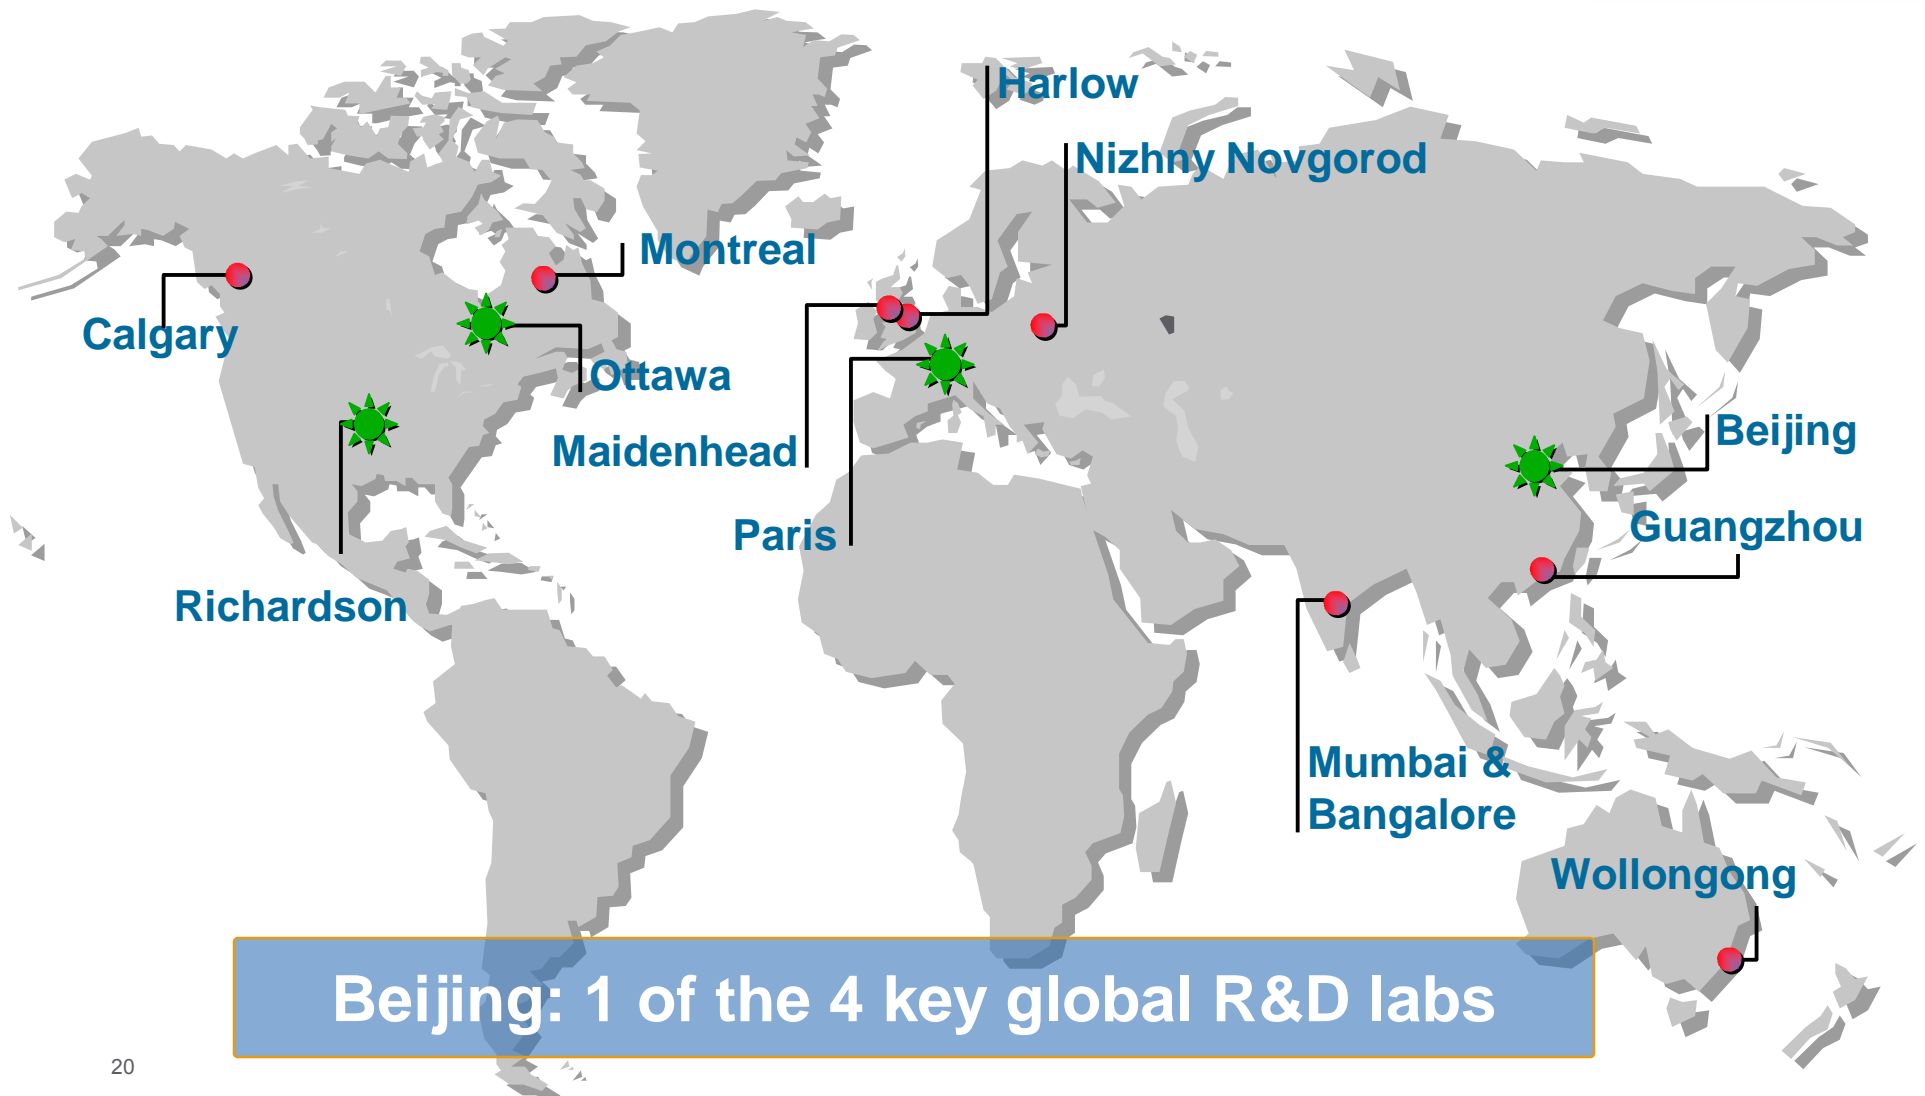 Harlow
Nizhny Novgorod
Montreal
Calgary
Ottawa
Beijing
Maidenhead
Guangzhou
Paris
Richardson
Mumbai &
Bangalore
Wollongong
Beijing: 1 of the 4 key global R&D labs
20